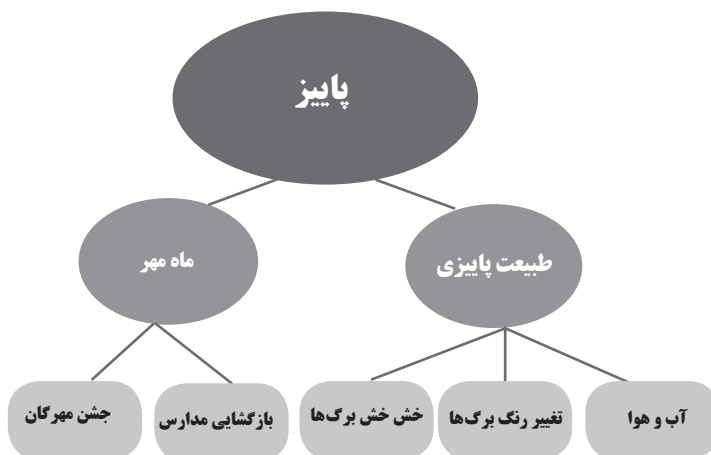 پاییز
طبیعت پاییزی
ماه مهر
آب و هوا
تغییر رنگ برگ‌ها
خش خش برگ‌ها
بازگشایی مدارس
جشن مهرگان